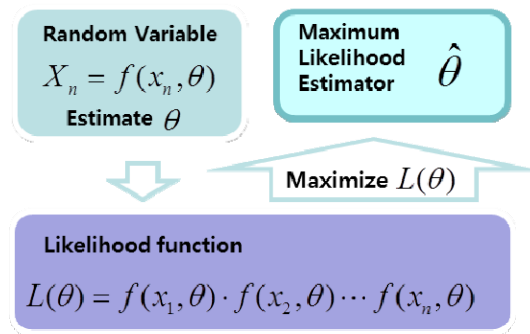 Random Variable
X_n = f(x_n, θ)
Estimate θ
Maximum
Likelihood
Estimator θ̂
Maximize L(θ)
Likelihood function
L(θ) = f(x_1, θ) · f(x_2, θ) ⋯ f(x_n, θ)